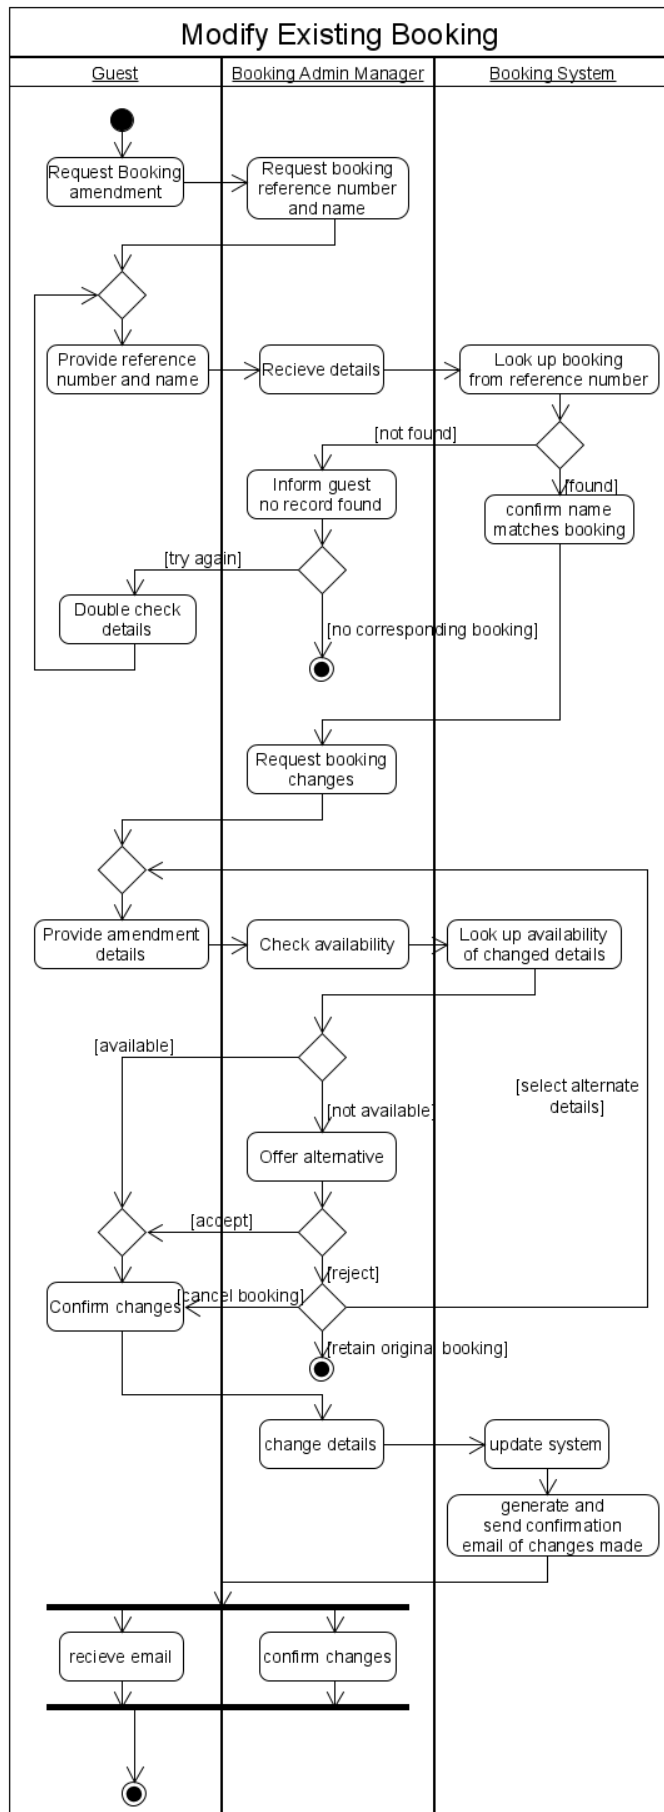 Modify Existing Booking
Guest
Booking Admin Manager
Booking System
Request Booking
amendment
Request booking
reference number
and name
Provide reference
number and name
Recieve details
Look up booking
from reference number
[not found]
[found]
Inform guest
no record found
confirm name
matches booking
[try again]
Double check
details
[no corresponding booking]
Request booking
changes
Provide amendment
details
Check availability
Look up availability
of changed details
[available]
[select alternate
details]
[not available]
Offer alternative
[accept]
[reject]
[cancel booking]
Confirm changes
[retain original booking]
change details
update system
generate and
send confirmation
email of changes made
recieve email
confirm changes